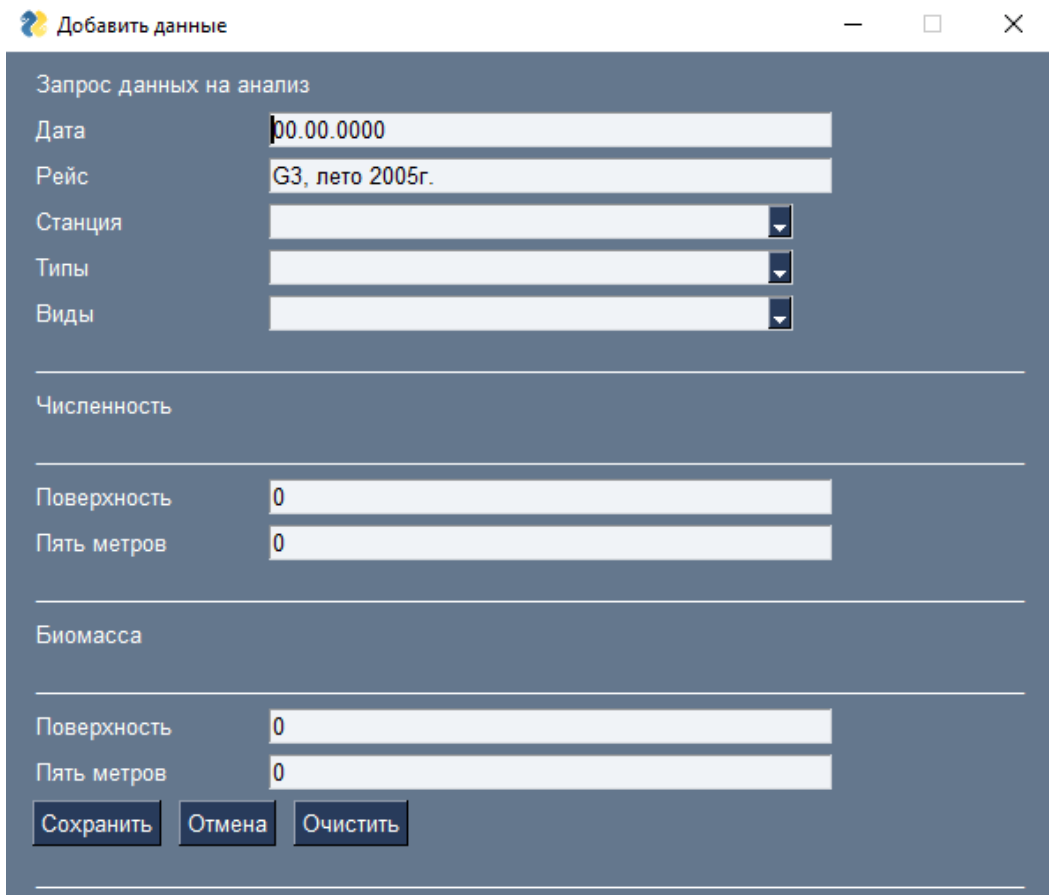 Добавить данные
Запрос данных на анализ
Дата 00.00.0000
Рейс G3, лето 2005г.
Станция
Типы
Виды
Численность
Поверхность 0
Пять метров 0
Биомасса
Поверхность 0
Пять метров 0
Сохранить Отмена Очистить